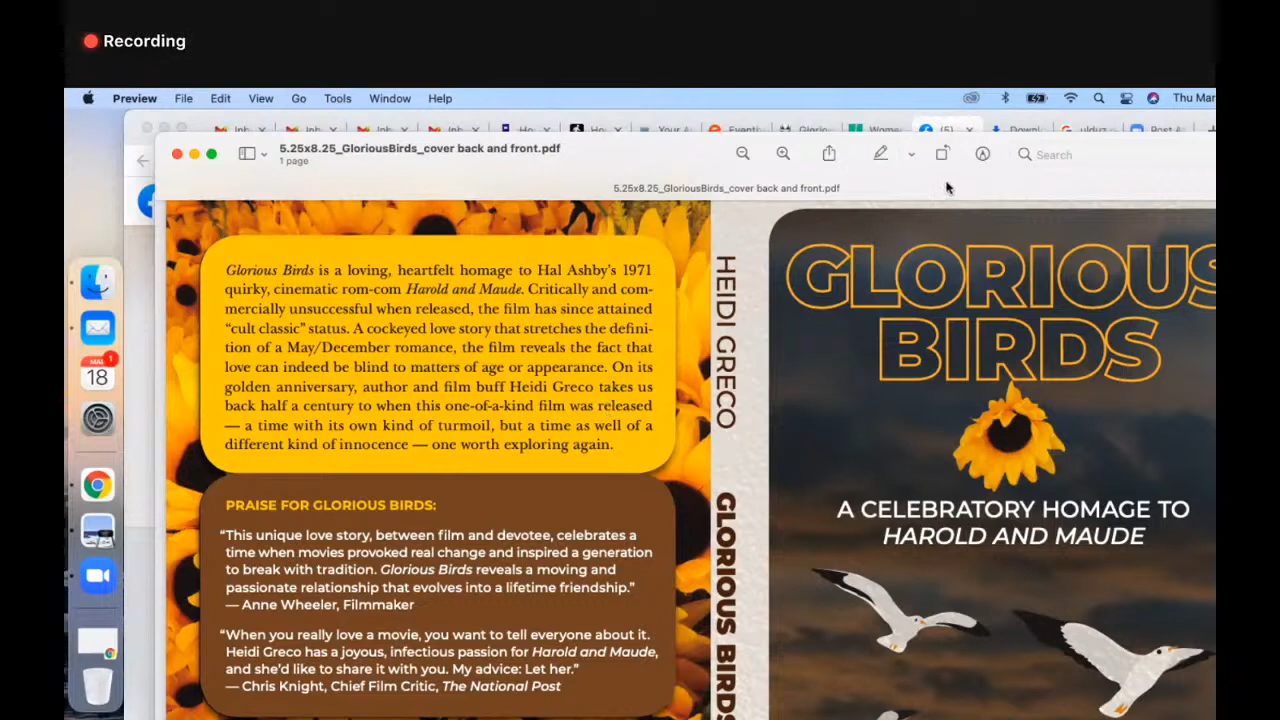 Recording
Preview File Edit View Go Tools Window Help
Thu Mar
5.25x8.25_GloriousBirds_cover back and front.pdf
1 page
Search
5.25x8.25_GloriousBirds_cover back and front.pdf
18
Glorious Birds is a loving, heartfelt homage to Hal Ashby's 1971
quirky, cinematic rom-com Harold and Maude. Critically and com-
mercially unsuccessful when released, the film has since attained
“cult classic” status. A cockeyed love story that stretches the defini-
tion of a May/December romance, the film reveals the fact that
love can indeed be blind to matters of age or appearance. On its
golden anniversary, author and film buff Heidi Greco takes us
back half a century to when this one-of-a-kind film was released
— a time with its own kind of turmoil, but a time as well of a
different kind of innocence — one worth exploring again.
PRAISE FOR GLORIOUS BIRDS:
“This unique love story, between film and devotee, celebrates a
time when movies provoked real change and inspired a generation
to break with tradition. Glorious Birds reveals a moving and
passionate relationship that evolves into a lifetime friendship.”
— Anne Wheeler, Filmmaker
“When you really love a movie, you want to tell everyone about it.
Heidi Greco has a joyous, infectious passion for Harold and Maude,
and she'd like to share it with you. My advice: Let her.”
— Chris Knight, Chief Film Critic, The National Post
HEIDI GRECO
GLORIOUS BIRDS
GLORIOUS
BIRDS
A CELEBRATORY HOMAGE TO
HAROLD AND MAUDE